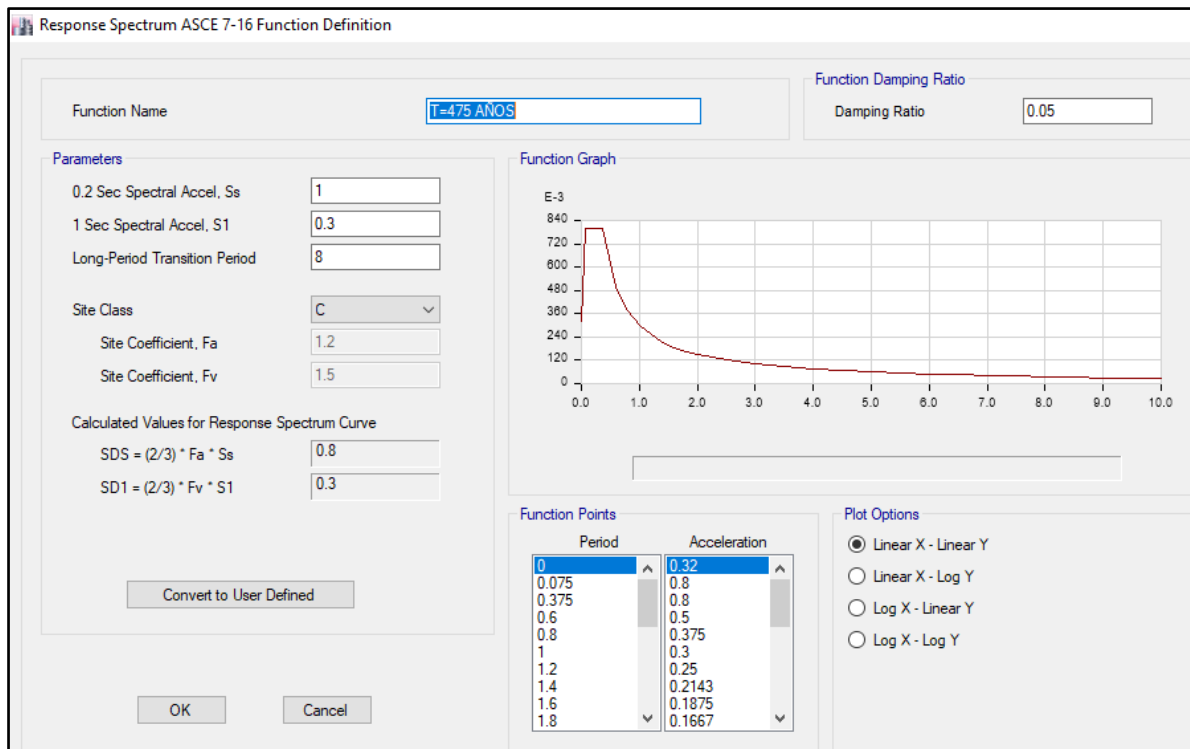 Response Spectrum ASCE 7-16 Function Definition
Function Name
T=475 AÑOS
Function Damping Ratio
Damping Ratio
0.05
Parameters
0.2 Sec Spectral Accel, Ss
1
1 Sec Spectral Accel, S1
0.3
Long-Period Transition Period
8
Site Class
C
Site Coefficient, Fa
1.2
Site Coefficient, Fv
1.5
Calculated Values for Response Spectrum Curve
SDS = (2/3) * Fa * Ss
0.8
SD1 = (2/3) * Fv * S1
0.3
Convert to User Defined
OK
Cancel
Function Graph
E-3
840
720
600
480
360
240
120
0
0.0 1.0 2.0 3.0 4.0 5.0 6.0 7.0 8.0 9.0 10.0
Function Points
Period Acceleration
0 0.32
0.075 0.8
0.375 0.8
0.6 0.5
0.8 0.375
1 0.3
1.2 0.25
1.4 0.2143
1.6 0.1875
1.8 0.1667
Plot Options
Linear X - Linear Y
Linear X - Log Y
Log X - Linear Y
Log X - Log Y